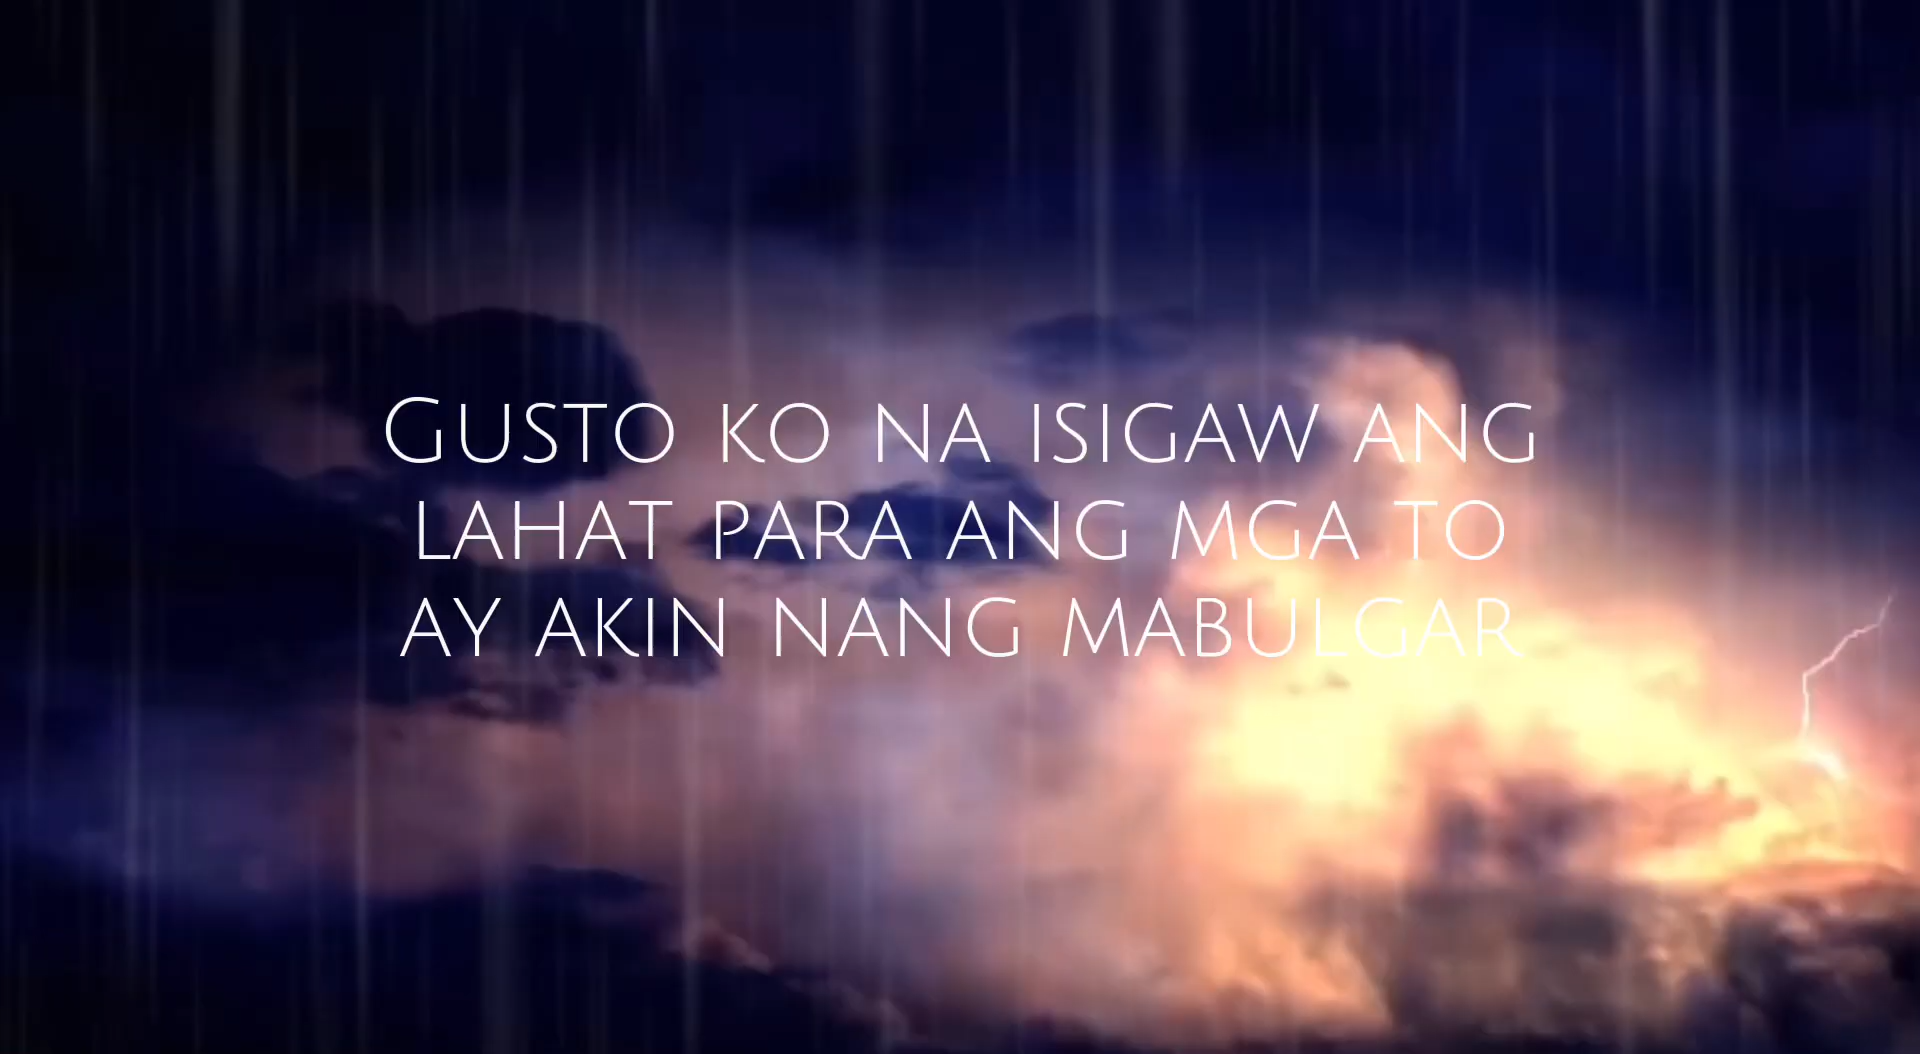 Gusto ko na isigaw ang
lahat para ang mga to
ay akin nang mabulgar